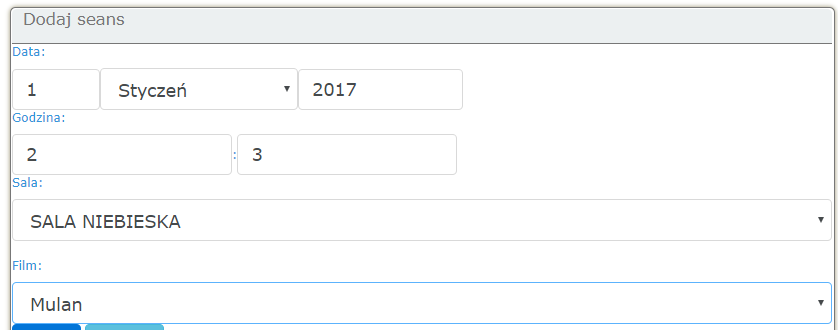 Dodaj seans
Data:
1 Styczeń 2017
Godzina:
2 : 3
Sala:
SALA NIEBIESKA
Film:
Mulan